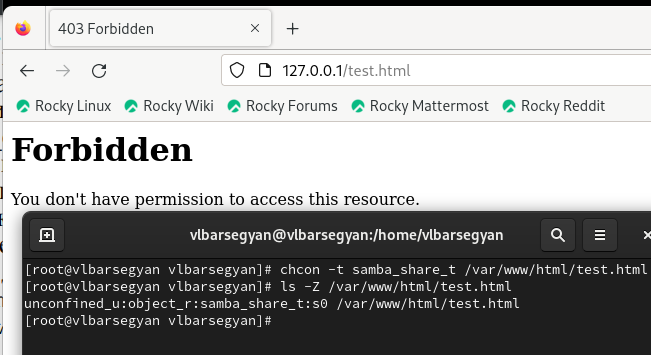 403 Forbidden
127.0.0.1/test.html
Rocky Linux Rocky Wiki Rocky Forums Rocky Mattermost Rocky Reddit
Forbidden
You don't have permission to access this resource.
vlbarsegyan@vlbarsegyan:/home/vlbarsegyan
[root@vlbarsegyan vlbarsegyan]# chcon -t samba_share_t /var/www/html/test.html
[root@vlbarsegyan vlbarsegyan]# ls -Z /var/www/html/test.html
unconfined_u:object_r:samba_share_t:s0 /var/www/html/test.html
[root@vlbarsegyan vlbarsegyan]#